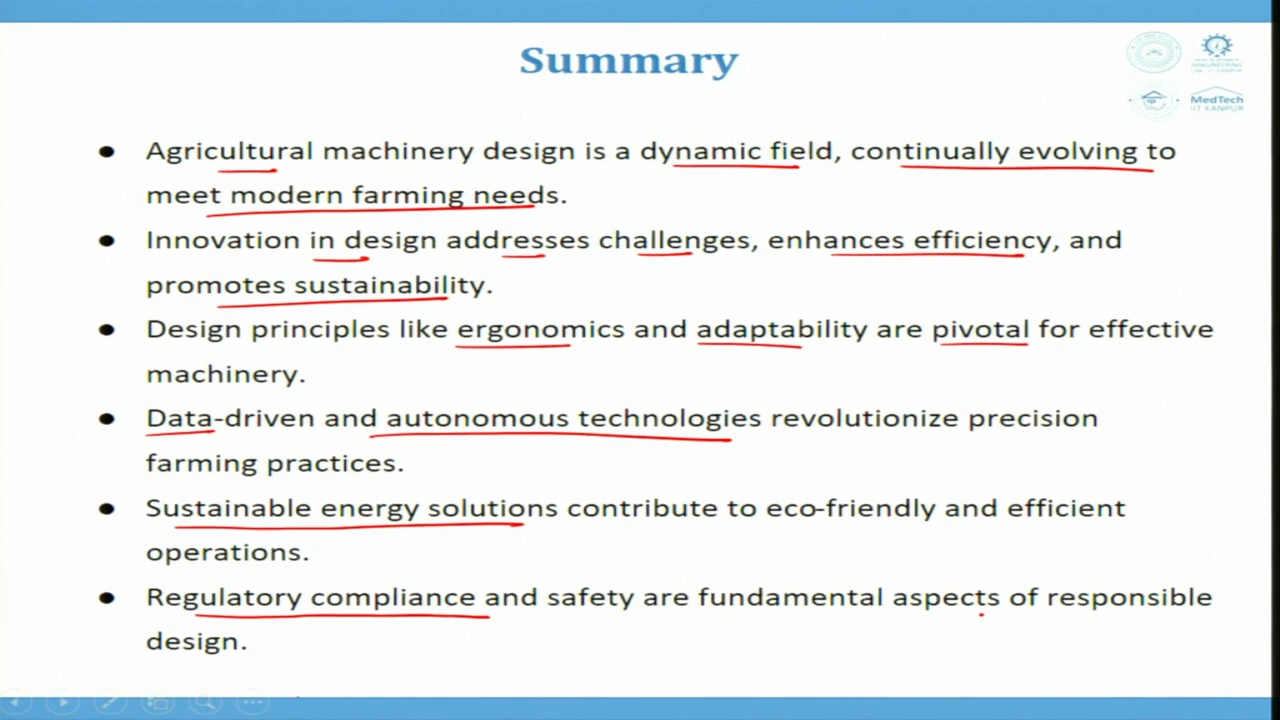 Summary
MedTech
IIT KANPUR
● Agricultural machinery design is a dynamic field, continually evolving to
meet modern farming needs.
● Innovation in design addresses challenges, enhances efficiency, and
promotes sustainability.
● Design principles like ergonomics and adaptability are pivotal for effective
machinery.
● Data-driven and autonomous technologies revolutionize precision
farming practices.
● Sustainable energy solutions contribute to eco-friendly and efficient
operations.
● Regulatory compliance and safety are fundamental aspects of responsible
design.